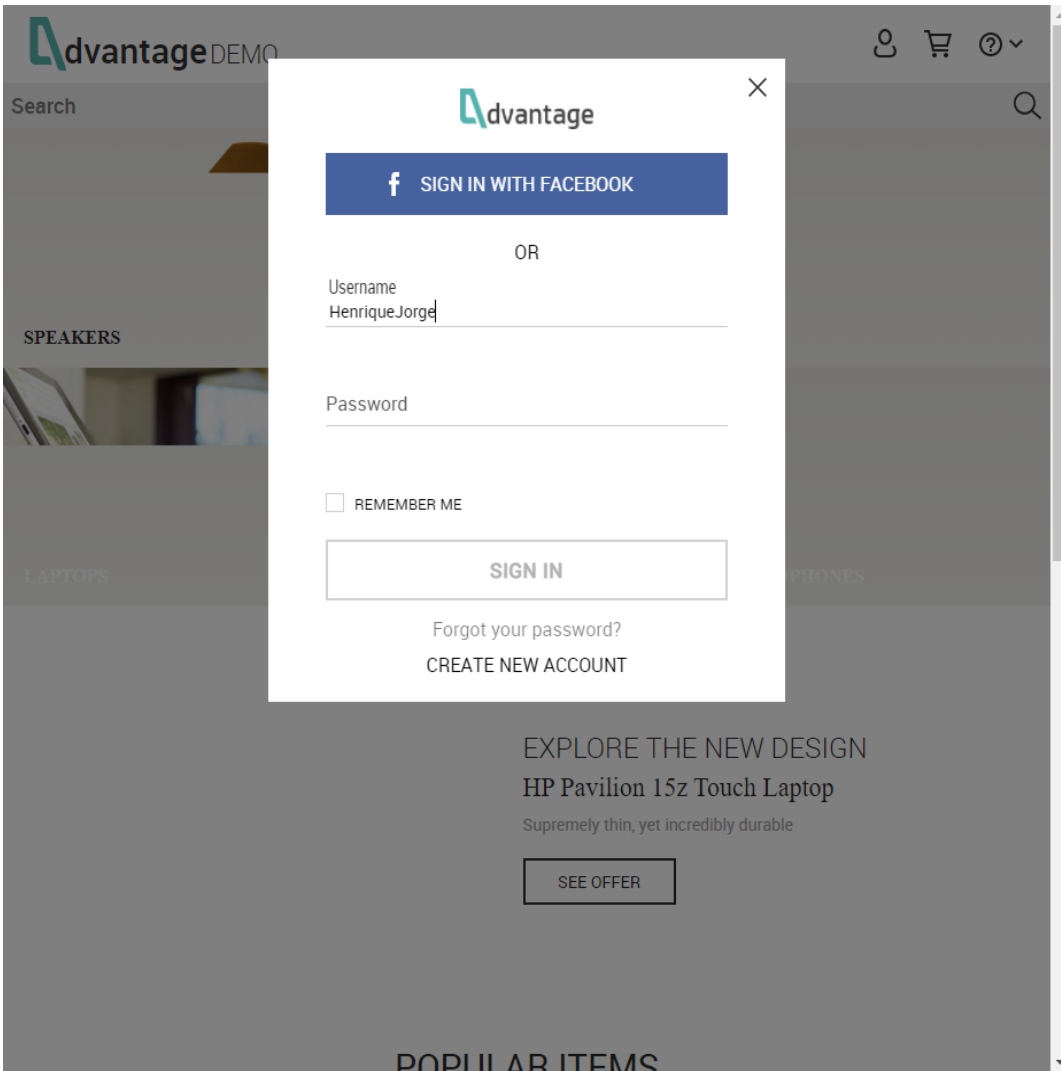 dvantage DEMO
Search
dvantage
f SIGN IN WITH FACEBOOK
OR
Username
HenriqueJorge
SPEAKERS
Password
REMEMBER ME
SIGN IN
LAPTOPS
PHONES
Forgot your password?
CREATE NEW ACCOUNT
EXPLORE THE NEW DESIGN
HP Pavilion 15z Touch Laptop
Supremely thin, yet incredibly durable
SEE OFFER
POPULAR ITEMS